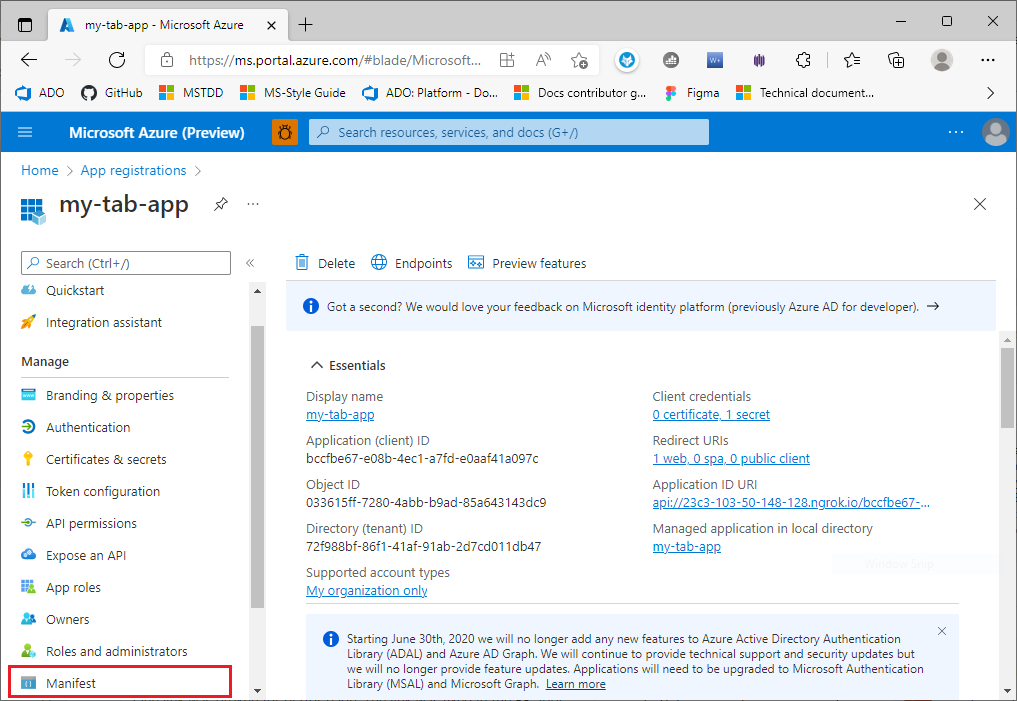 my-tab-app - Microsoft Azure
https://ms.portal.azure.com/#blade/Microsoft...
ADO GitHub MSTDD MS-Style Guide ADO: Platform - Do... Docs contributor g... Figma Technical document...
Microsoft Azure (Preview) Search resources, services, and docs (G+/)
Home > App registrations >
my-tab-app
Search (Ctrl+/)
Quickstart
Integration assistant
Manage
Branding & properties
Authentication
Certificates & secrets
Token configuration
API permissions
Expose an API
App roles
Owners
Roles and administrators
Manifest
Delete Endpoints Preview features
Got a second? We would love your feedback on Microsoft identity platform (previously Azure AD for developer). →
Essentials
Display name
my-tab-app
Application (client) ID
bccfbe67-e08b-4ec1-a7fd-e0aaf41a097c
Object ID
033615ff-7280-4abb-b9ad-85a643143dc9
Directory (tenant) ID
72f988bf-86f1-41af-91ab-2d7cd011db47
Supported account types
My organization only
Client credentials
0 certificate, 1 secret
Redirect URIs
1 web, 0 spa, 0 public client
Application ID URI
api://23c3-103-50-148-128.ngrok.io/bccfbe67-...
Managed application in local directory
my-tab-app
Window Snip
Starting June 30th, 2020 we will no longer add any new features to Azure Active Directory Authentication
Library (ADAL) and Azure AD Graph. We will continue to provide technical support and security updates but
we will no longer provide feature updates. Applications will need to be upgraded to Microsoft Authentication
Library (MSAL) and Microsoft Graph. Learn more